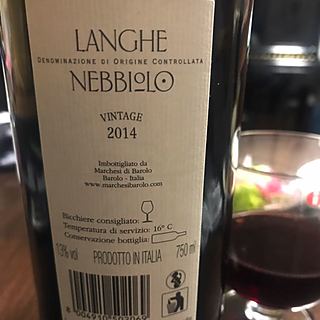 LANGHE
DENOMINAZIONE DI ORIGINE CONTROLLATA
NEBBIOLO
VINTAGE
2014
Imbottigliato da
Marchesi di Barolo
Barolo - Italia
www.marchesibarolo.com
Bicchiere consigliato:
Temperatura di servizio: 16° C
Conservazione bottiglia:
13% vol PRODOTTO IN ITALIA 750 ml